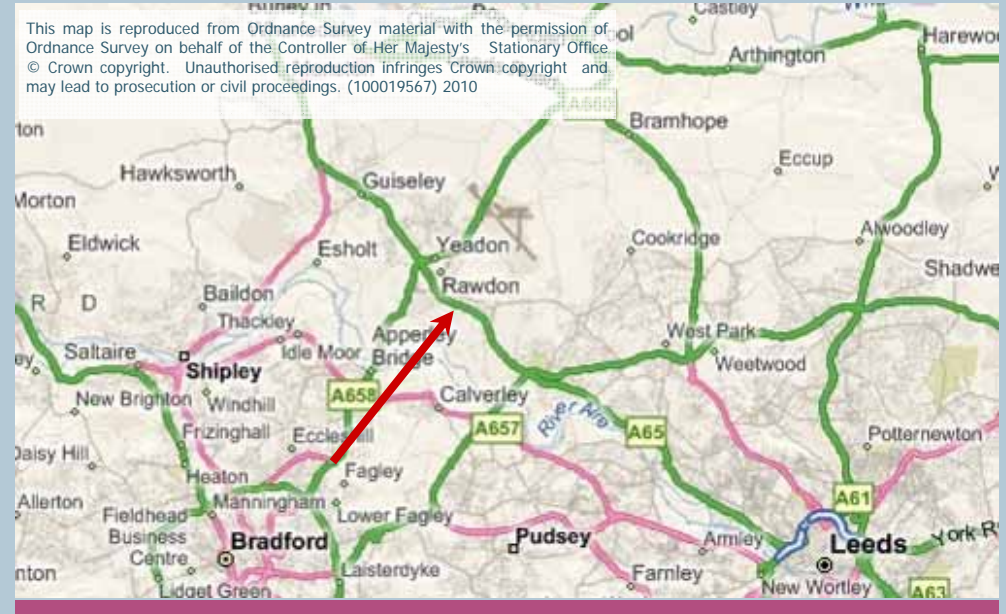 This map is reproduced from Ordnance Survey material with the permission of
Ordnance Survey on behalf of the Controller of Her Majesty's Stationary Office
© Crown copyright. Unauthorised reproduction infringes Crown copyright and
may lead to prosecution or civil proceedings. (100019567) 2010
Castley
Harewo
Arthington
A660
Bramhope
Eccup
Hawksworth
Guiseley
Morton
Eldwick
Esholt
Yeadon
Cookridge
Alwoodley
Rawdon
Shadwe
R D
Baildon
Thackley
Apperley
Bridge
West Park
Saltaire
Idle Moor
Shipley
Weetwood
A658
Calverley
New Brighton
Windhill
River Aire
A657
A65
Frizinghall
Eccleshill
Potternewton
Daisy Hill
Heaton
Fagley
Allerton
Manningham
A61
Fieldhead
Business
Centre
Lower Fagley
Bradford
Pudsey
Armley
Leeds
York R
Laisterdyke
Farnley
New Wortley
Lidget Green
A63